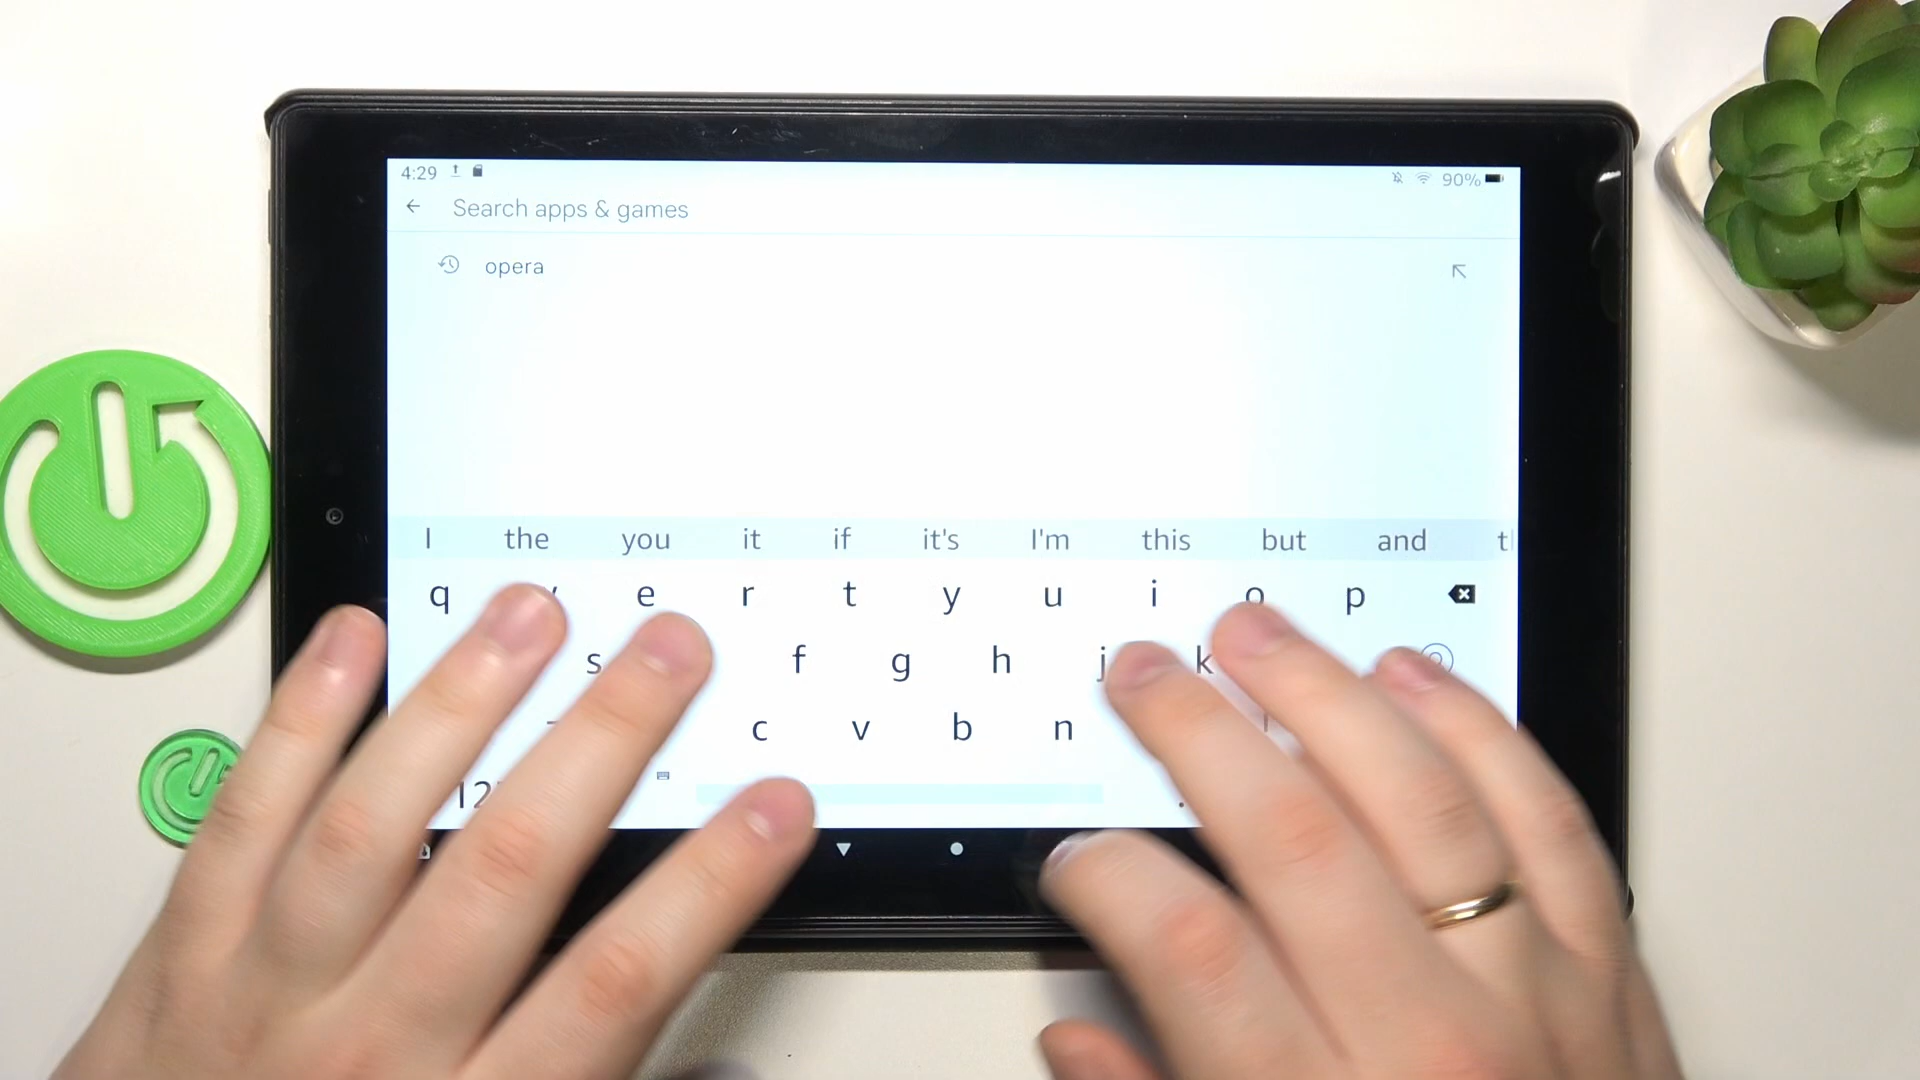 4:29 90%
Search apps & games
opera
I the you it if it's I'm this but and
q e r t y u i o p
s f g h j k
c v b n
.